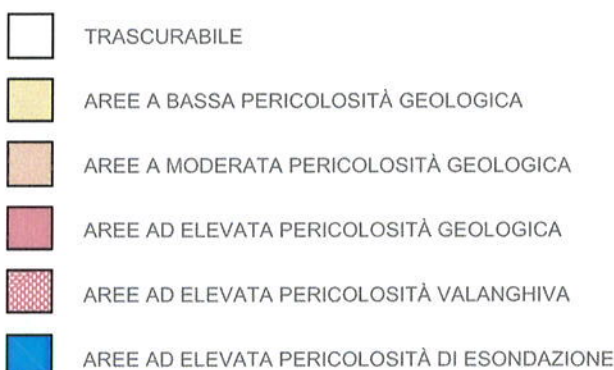 TRASCURABILE
AREE A BASSA PERICOLOSITÀ GEOLOGICA
AREE A MODERATA PERICOLOSITÀ GEOLOGICA
AREE AD ELEVATA PERICOLOSITÀ GEOLOGICA
AREE AD ELEVATA PERICOLOSITÀ VALANGHIVA
AREE AD ELEVATA PERICOLOSITÀ DI ESONDAZIONE